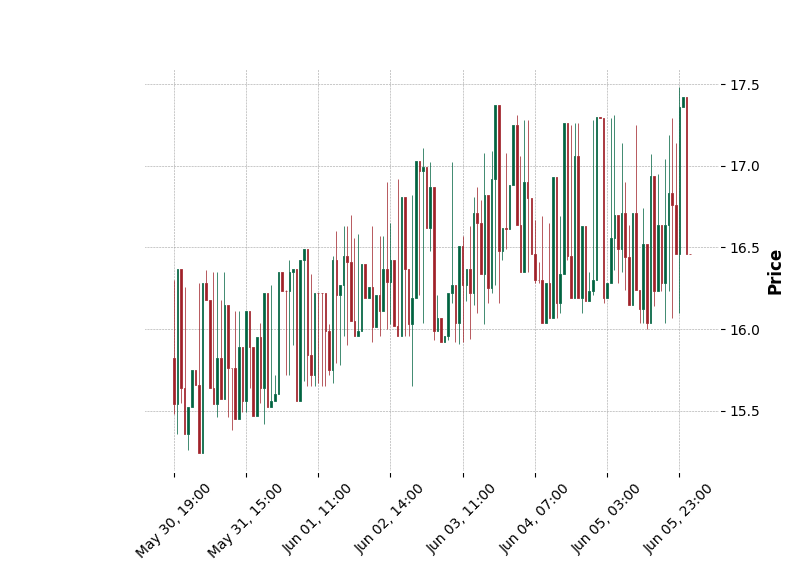 17.5
17.0
16.5
16.0
15.5
Price
May 30, 19:00
May 31, 15:00
Jun 01, 11:00
Jun 02, 14:00
Jun 03, 11:00
Jun 04, 07:00
Jun 05, 03:00
Jun 05, 23:00